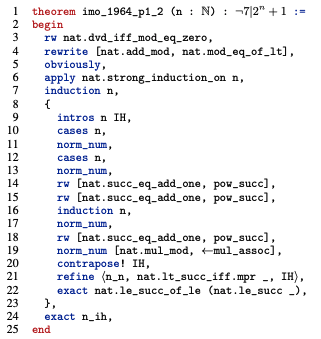 1 theorem imo_1964_p1_2 (n : ℕ) : ¬7∣2ⁿ + 1 :=
2 begin
3 rw nat.dvd_iff_mod_eq_zero,
4 rewrite [nat.add_mod, nat.mod_eq_of_lt],
5 obviously,
6 apply nat.strong_induction_on n,
7 induction n,
8 {
9 intros n IH,
10 cases n,
11 norm_num,
12 cases n,
13 norm_num,
14 rw [nat.succ_eq_add_one, pow_succ],
15 rw [nat.succ_eq_add_one, pow_succ],
16 induction n,
17 norm_num,
18 rw [nat.succ_eq_add_one, pow_succ],
19 norm_num [nat.mul_mod, ←mul_assoc],
20 contrapose! IH,
21 refine ⟨n_n, nat.lt_succ_iff.mpr _, IH⟩,
22 exact nat.le_succ_of_le (nat.le_succ _),
23 },
24 exact n_ih,
25 end